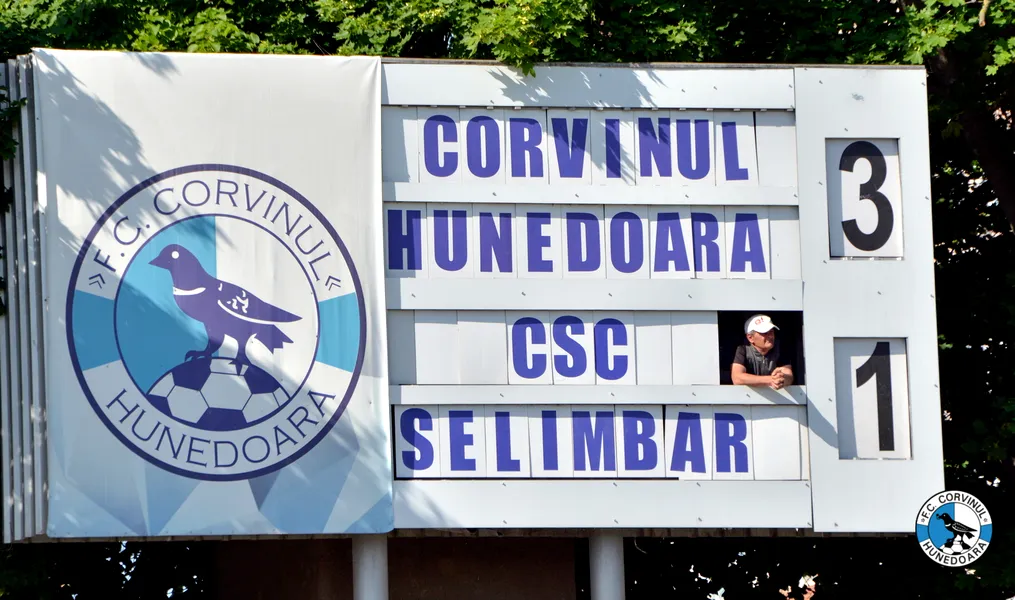 F.C. CORVINUL
HUNEDOARA
CORVINUL
HUNEDOARA
3
CSC
SELIMBAR
1
F.C. CORVINUL
HUNEDOARA